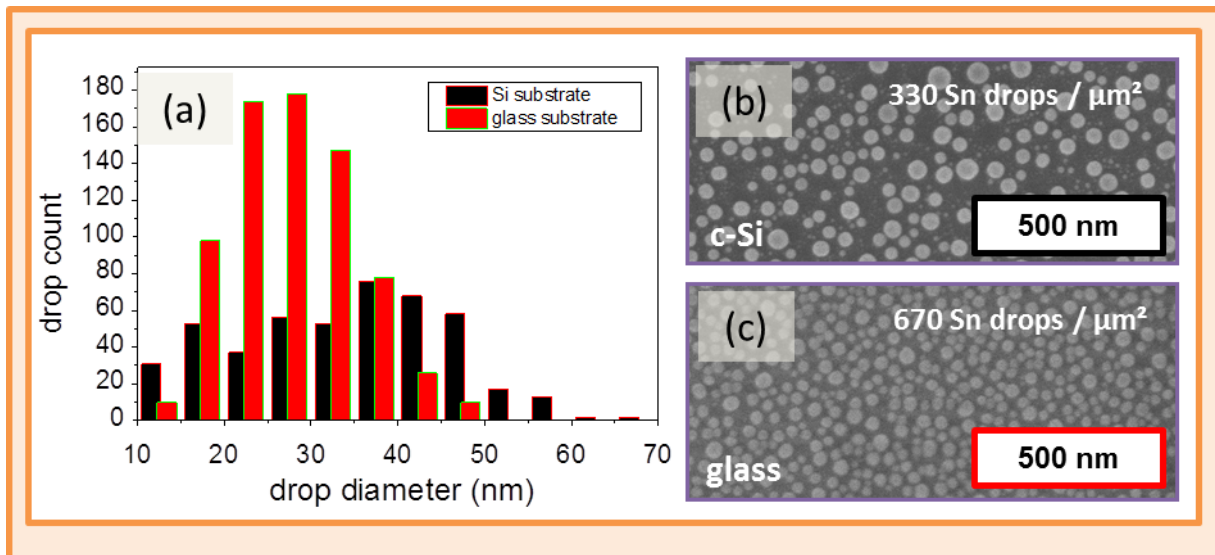 (a)
Si substrate
glass substrate
drop count
180
160
140
120
100
80
60
40
20
0
10 20 30 40 50 60 70
drop diameter (nm)
(b)
330 Sn drops / µm²
c-Si
500 nm
(c)
670 Sn drops / µm²
glass
500 nm